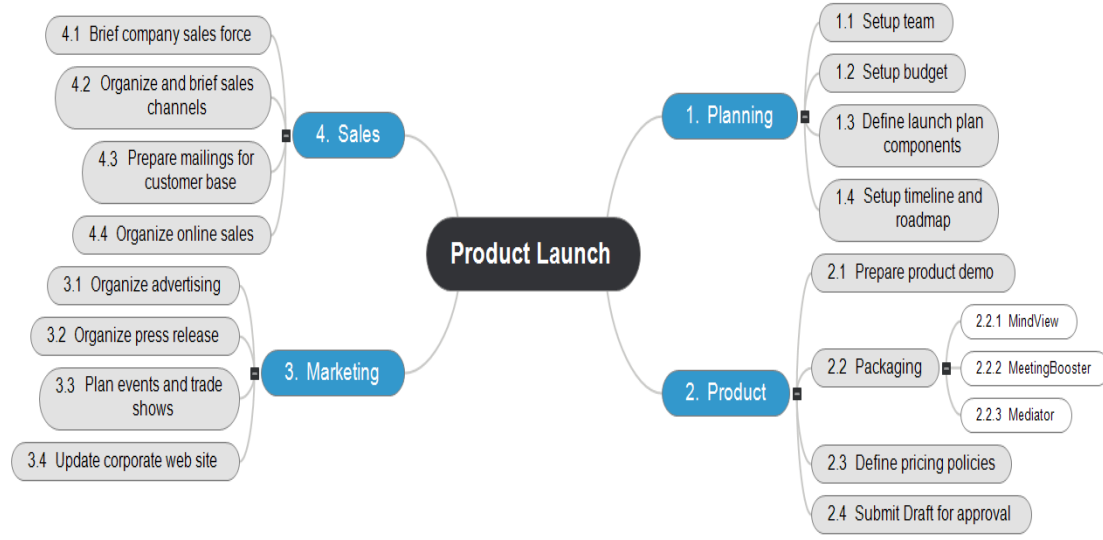 Product Launch
1. Planning
1.1 Setup team
1.2 Setup budget
1.3 Define launch plan
components
1.4 Setup timeline and
roadmap
2. Product
2.1 Prepare product demo
2.2 Packaging
2.2.1 MindView
2.2.2 MeetingBooster
2.2.3 Mediator
2.3 Define pricing policies
2.4 Submit Draft for approval
3. Marketing
3.1 Organize advertising
3.2 Organize press release
3.3 Plan events and trade
shows
3.4 Update corporate web site
4. Sales
4.1 Brief company sales force
4.2 Organize and brief sales
channels
4.3 Prepare mailings for
customer base
4.4 Organize online sales